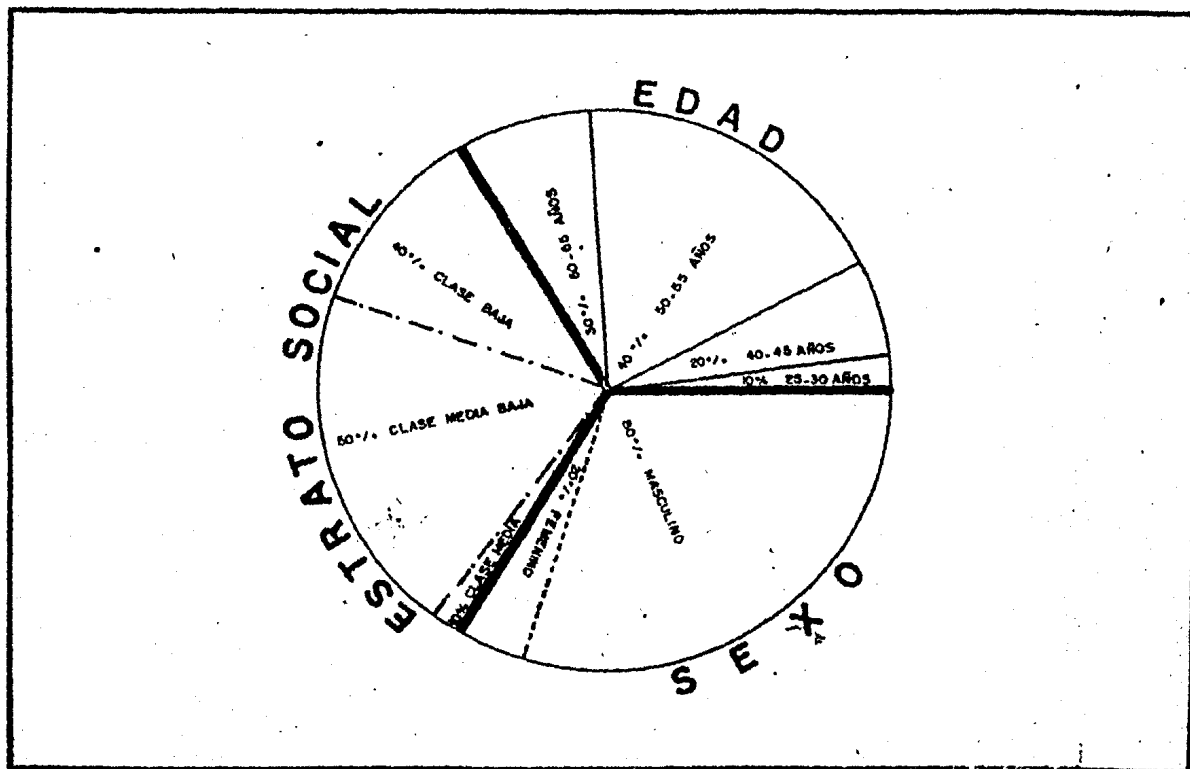 EDAD
30°/. 60-65 AÑOS
40°/. 50-55 AÑOS
20°/. 40-45 AÑOS
10% 25-30 AÑOS
ESTRATO SOCIAL
40°/. CLASE BAJA
50°/. CLASE MEDIA BAJA
10% CLASE MEDIA
20°/. FEMENINO
80°/. MASCULINO
SEXO